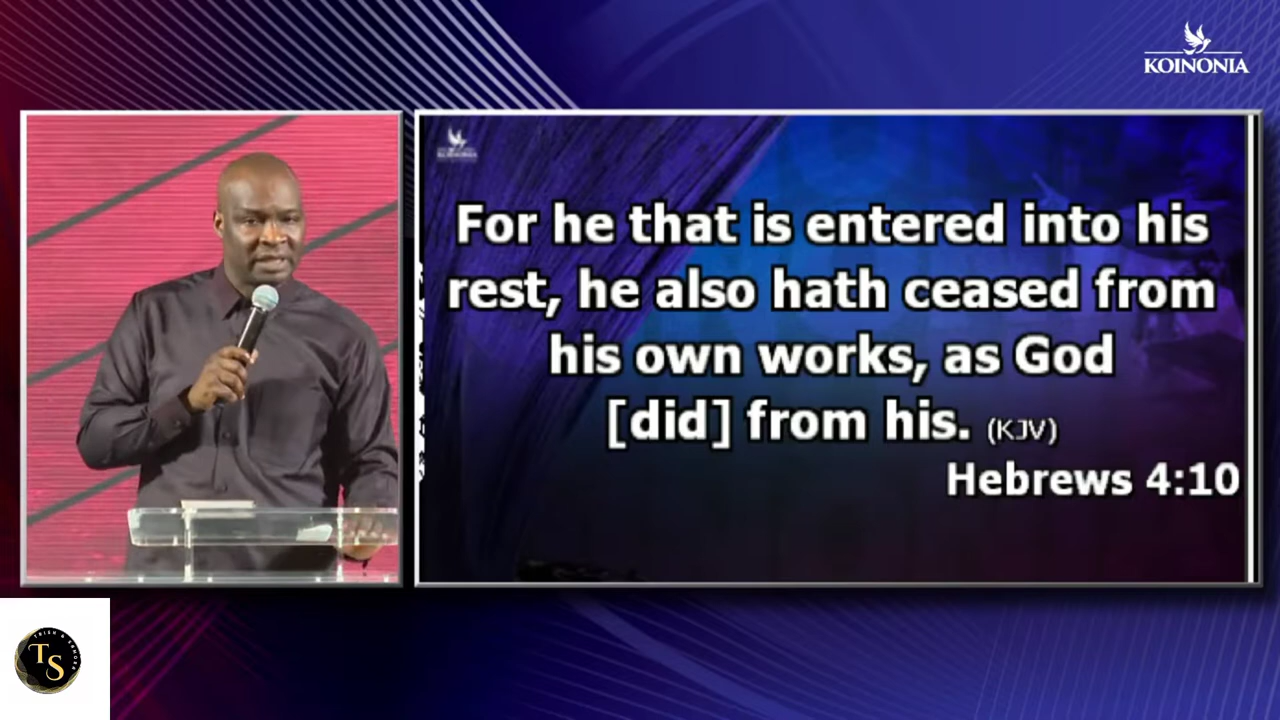 KOINONIA
KOINONIA
For he that is entered into his
rest, he also hath ceased from
his own works, as God
[did] from his. (KJV)
Hebrews 4:10
TS